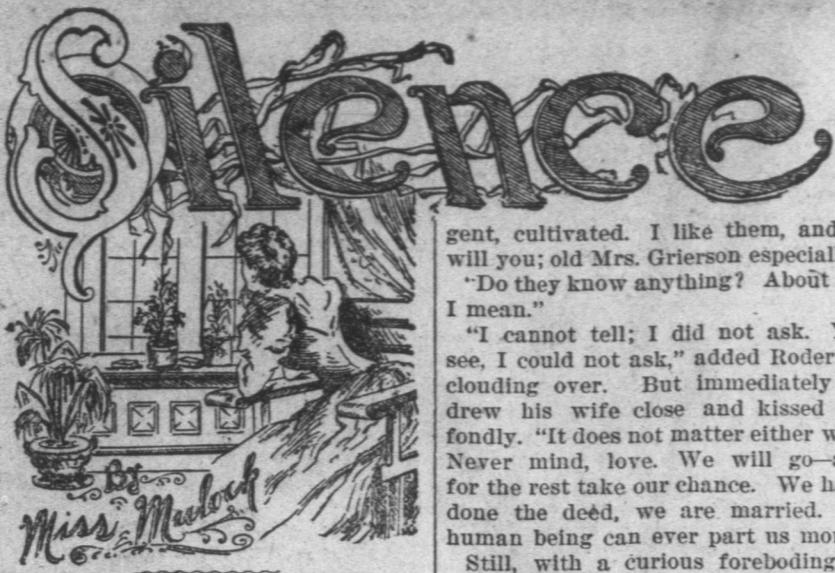 Silence
By
Miss Mulock
gent, cultivated. I like them, and
will you; old Mrs. Grierson especial
"Do they know anything? About
I mean."
"I cannot tell; I did not ask.
see, I could not ask," added Roder
clouding over. But immediately
drew his wife close and kissed
fondly. "It does not matter either w
Never mind, love. We will go—
for the rest take our chance. We h
done the deed, we are married.
human being can ever part us mor
Still, with a curious foreboding